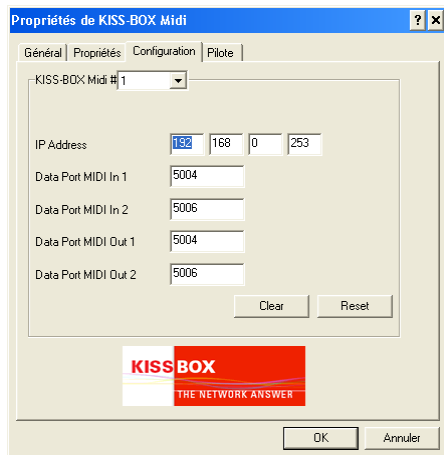 Propriétés de KISS-BOX Midi
Général Propriétés Configuration Pilote
KISS-BOX Midi # 1
IP Address 192 168 0 253
Data Port MIDI In 1 5004
Data Port MIDI In 2 5006
Data Port MIDI Out 1 5004
Data Port MIDI Out 2 5006
Clear Reset
KISS BOX
THE NETWORK ANSWER
OK Annuler